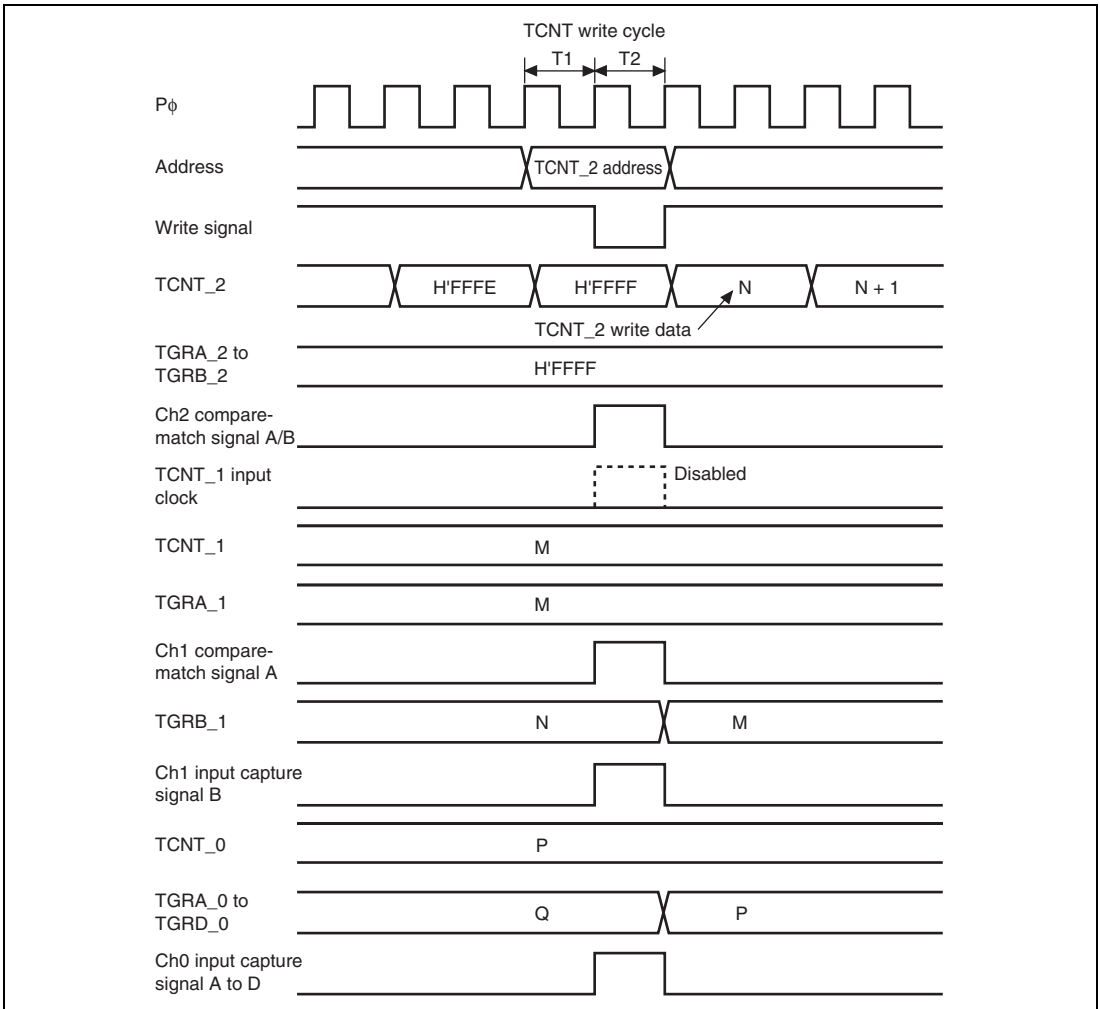 TCNT write cycle
T1 T2
Pϕ
Address
TCNT_2 address
Write signal
TCNT_2
H'FFFE
H'FFFF
N
N + 1
TCNT_2 write data
TGRA_2 to
TGRB_2
H'FFFF
Ch2 compare-
match signal A/B
TCNT_1 input
clock
Disabled
TCNT_1
M
TGRA_1
M
Ch1 compare-
match signal A
TGRB_1
N
M
Ch1 input capture
signal B
TCNT_0
P
TGRA_0 to
TGRD_0
Q
P
Ch0 input capture
signal A to D